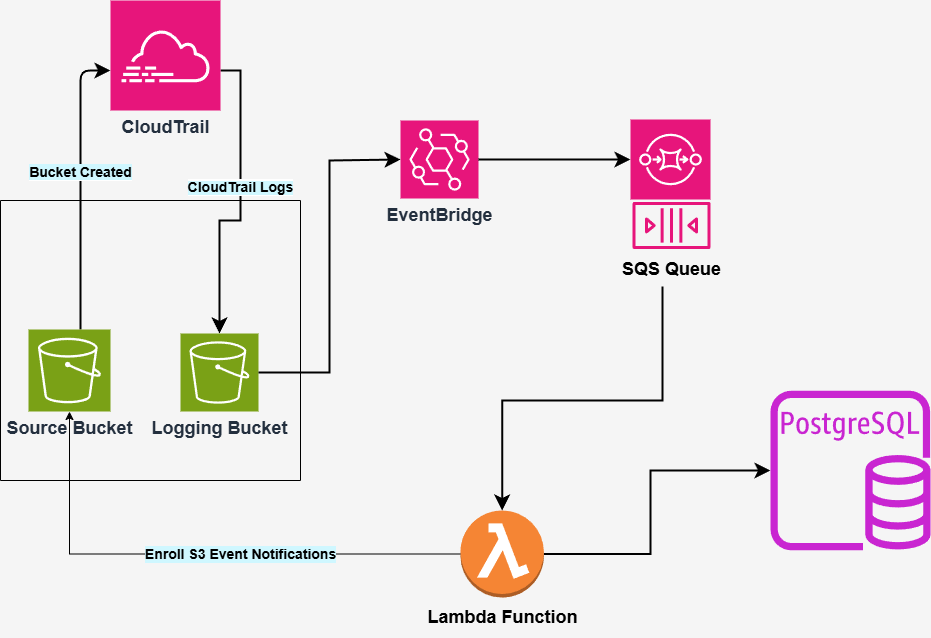 CloudTrail
Bucket Created
CloudTrail Logs
EventBridge
SQS Queue
Source Bucket
Logging Bucket
PostgreSQL
Enroll S3 Event Notifications
Lambda Function